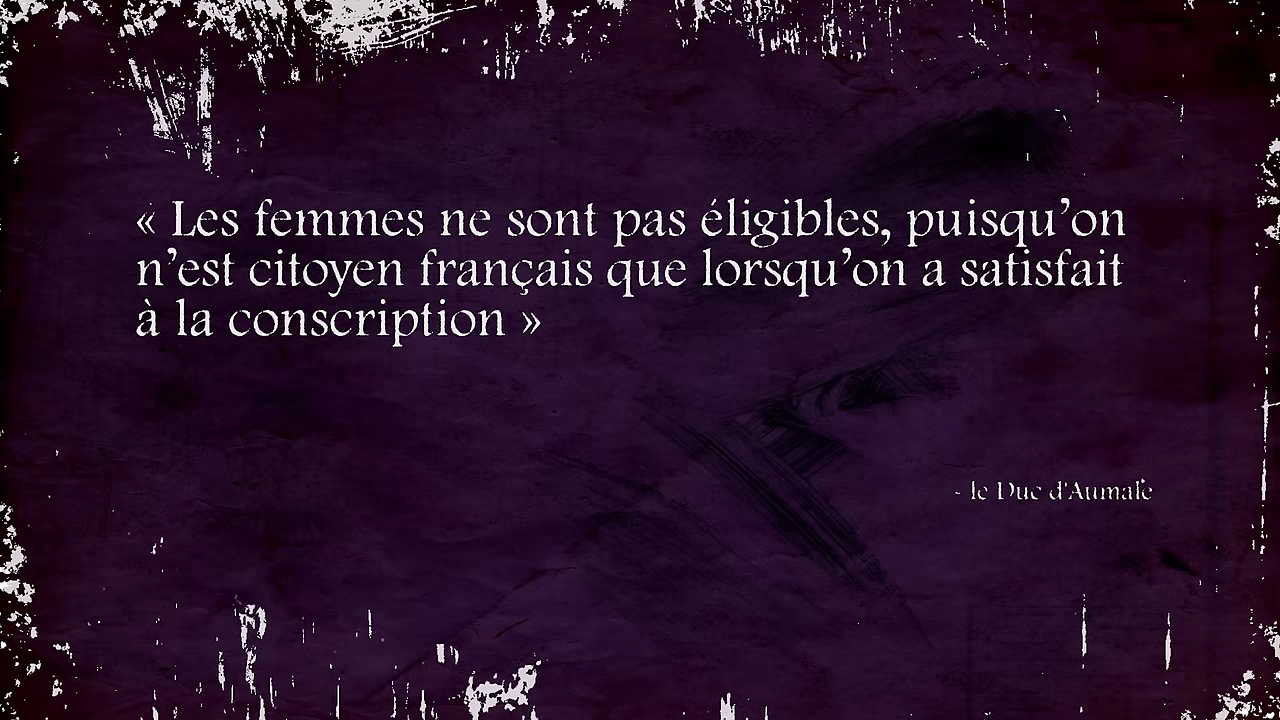 « Les femmes ne sont pas éligibles, puisqu’on
n’est citoyen français que lorsqu’on a satisfait
à la conscription »
- le Duc d'Aumale